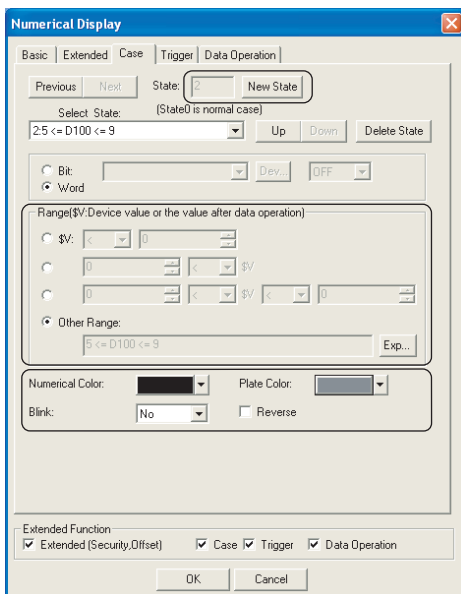 Numerical Display
Basic Extended Case Trigger Data Operation
Previous Next State: 2 New State
Select State: (State0 is normal case)
2:5 <= D100 <= 9 Up Down Delete State
Bit: Dev... OFF
Word
Range($V:Device value or the value after data operation)
$V: < 0
0 < $V
0 < $V < 0
Other Range:
5 <= D100 <= 9 Exp...
Numerical Color: Plate Color:
Blink: No Reverse
Extended Function
Extended (Security,Offset) Case Trigger Data Operation
OK Cancel